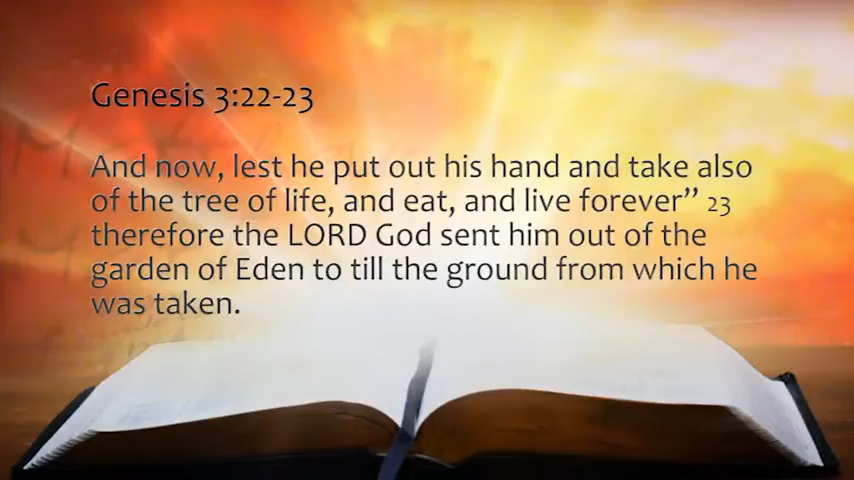 Genesis 3:22-23
And now, lest he put out his hand and take also
of the tree of life, and eat, and live forever” 23
therefore the LORD God sent him out of the
garden of Eden to till the ground from which he
was taken.